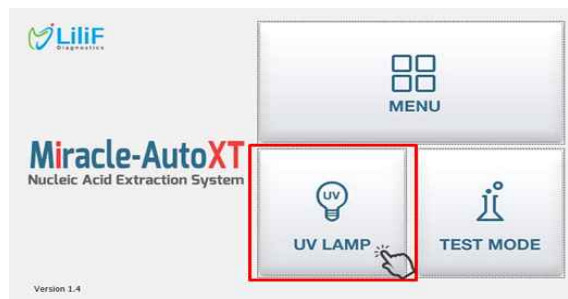 LiliF
Diagnostics
MENU
Miracle-AutoXT
Nucleic Acid Extraction System
UV
UV LAMP
TEST MODE
Version 1.4